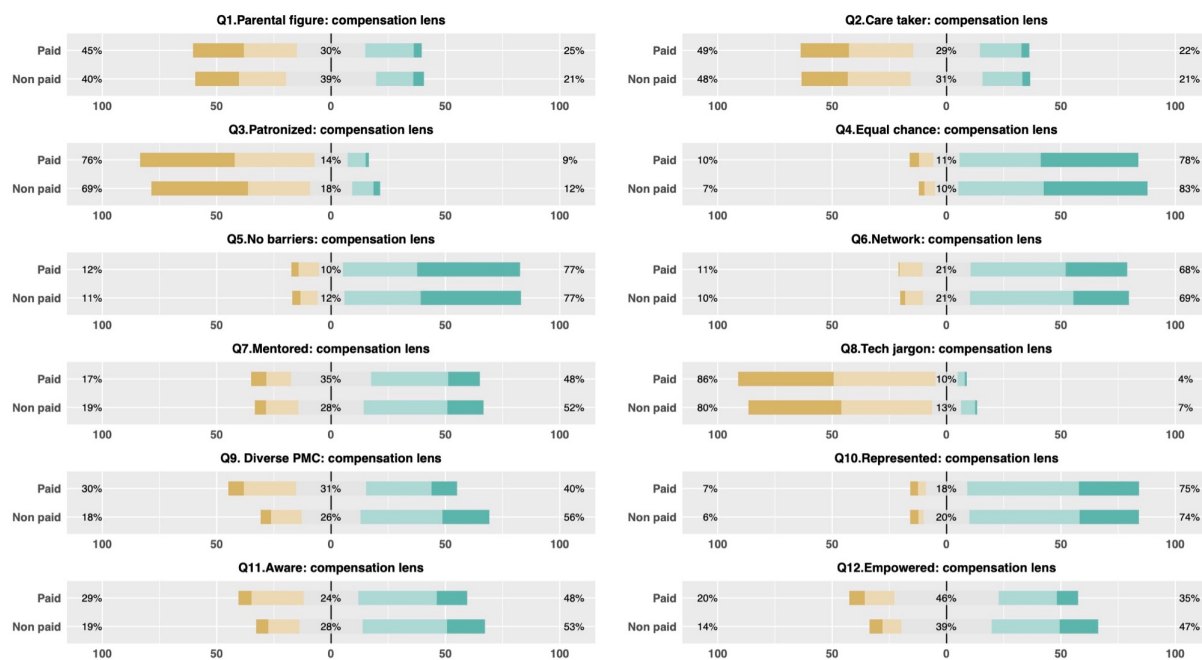 Q1.Parental figure: compensation lens
Paid 45% 30% 25%
Non paid 40% 39% 21%
100 50 0 50 100
Q2.Care taker: compensation lens
Paid 49% 29% 22%
Non paid 48% 31% 21%
100 50 0 50 100
Q3.Patronized: compensation lens
Paid 76% 14% 9%
Non paid 69% 18% 12%
100 50 0 50 100
Q4.Equal chance: compensation lens
Paid 10% 11% 78%
Non paid 7% 10% 83%
100 50 0 50 100
Q5.No barriers: compensation lens
Paid 12% 10% 77%
Non paid 11% 12% 77%
100 50 0 50 100
Q6.Network: compensation lens
Paid 11% 21% 68%
Non paid 10% 21% 69%
100 50 0 50 100
Q7.Mentored: compensation lens
Paid 17% 35% 48%
Non paid 19% 28% 52%
100 50 0 50 100
Q8.Tech jargon: compensation lens
Paid 86% 10% 4%
Non paid 80% 13% 7%
100 50 0 50 100
Q9. Diverse PMC: compensation lens
Paid 30% 31% 40%
Non paid 18% 26% 56%
100 50 0 50 100
Q10.Represented: compensation lens
Paid 7% 18% 75%
Non paid 6% 20% 74%
100 50 0 50 100
Q11.Aware: compensation lens
Paid 29% 24% 48%
Non paid 19% 28% 53%
100 50 0 50 100
Q12.Empowered: compensation lens
Paid 20% 46% 35%
Non paid 14% 39% 47%
100 50 0 50 100